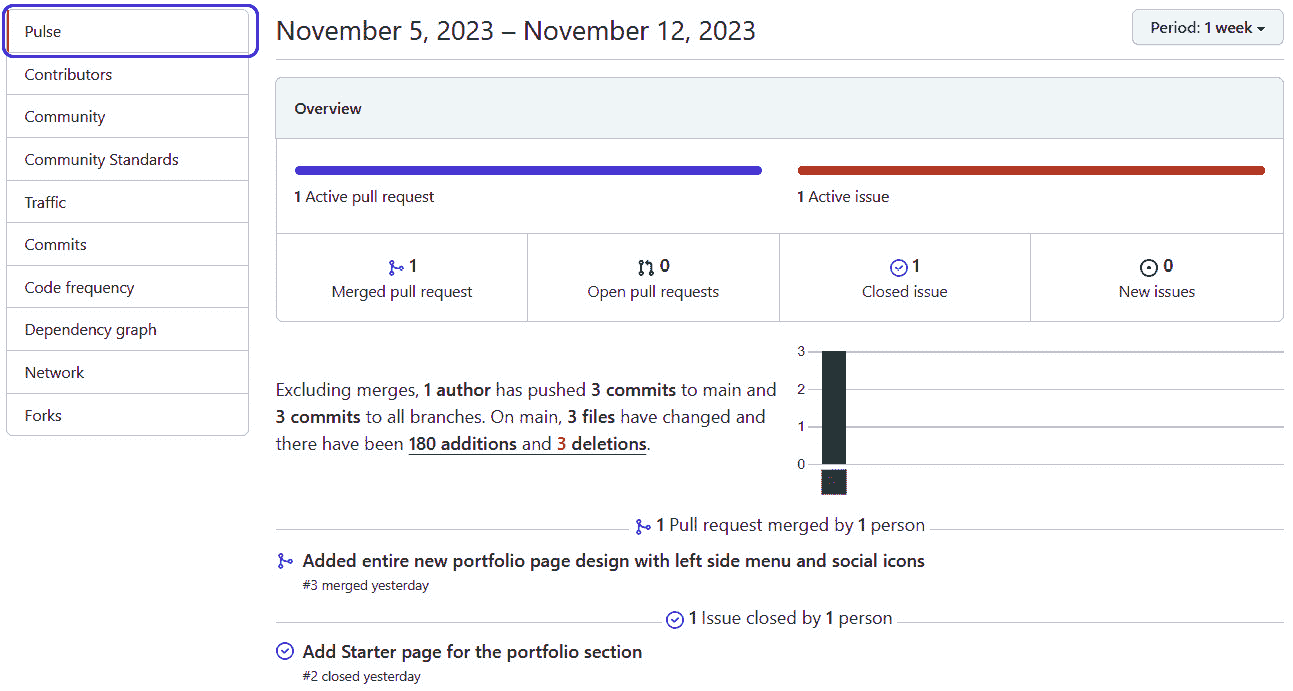 Pulse
Contributors
Community
Community Standards
Traffic
Commits
Code frequency
Dependency graph
Network
Forks
November 5, 2023 – November 12, 2023
Period: 1 week
Overview
1 Active pull request
1 Active issue
1
Merged pull request
0
Open pull requests
1
Closed issue
0
New issues
Excluding merges, 1 author has pushed 3 commits to main and
3 commits to all branches. On main, 3 files have changed and
there have been 180 additions and 3 deletions.
3
2
1
0
1 Pull request merged by 1 person
Added entire new portfolio page design with left side menu and social icons
#3 merged yesterday
1 Issue closed by 1 person
Add Starter page for the portfolio section
#2 closed yesterday